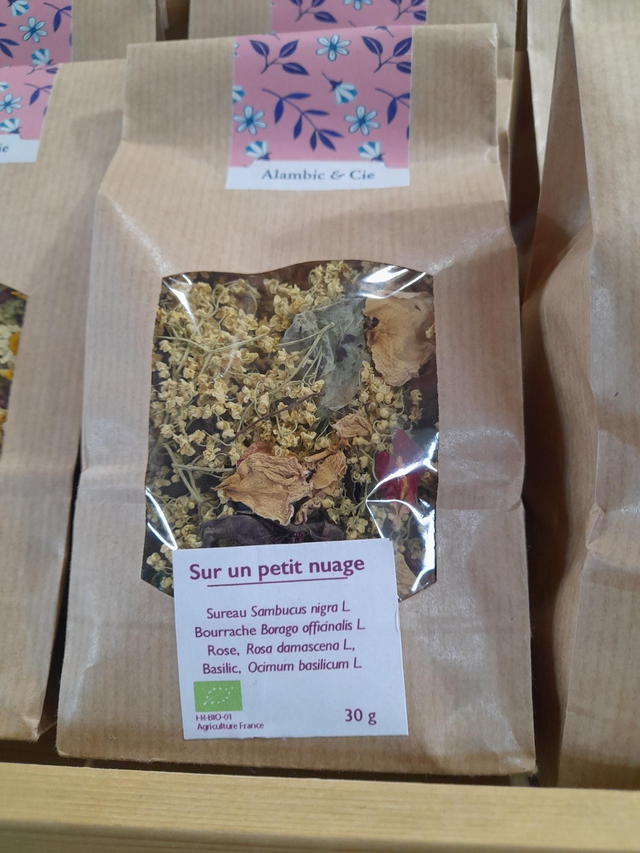 ie
Alambic & Cie
Sur un petit nuage
Sureau Sambucus nigra L.
Bourrache Borago officinalis L.
Rose, Rosa damascena L.,
Basilic, Ocimum basilicum L.
FR-BIO-01
Agriculture France
30 g